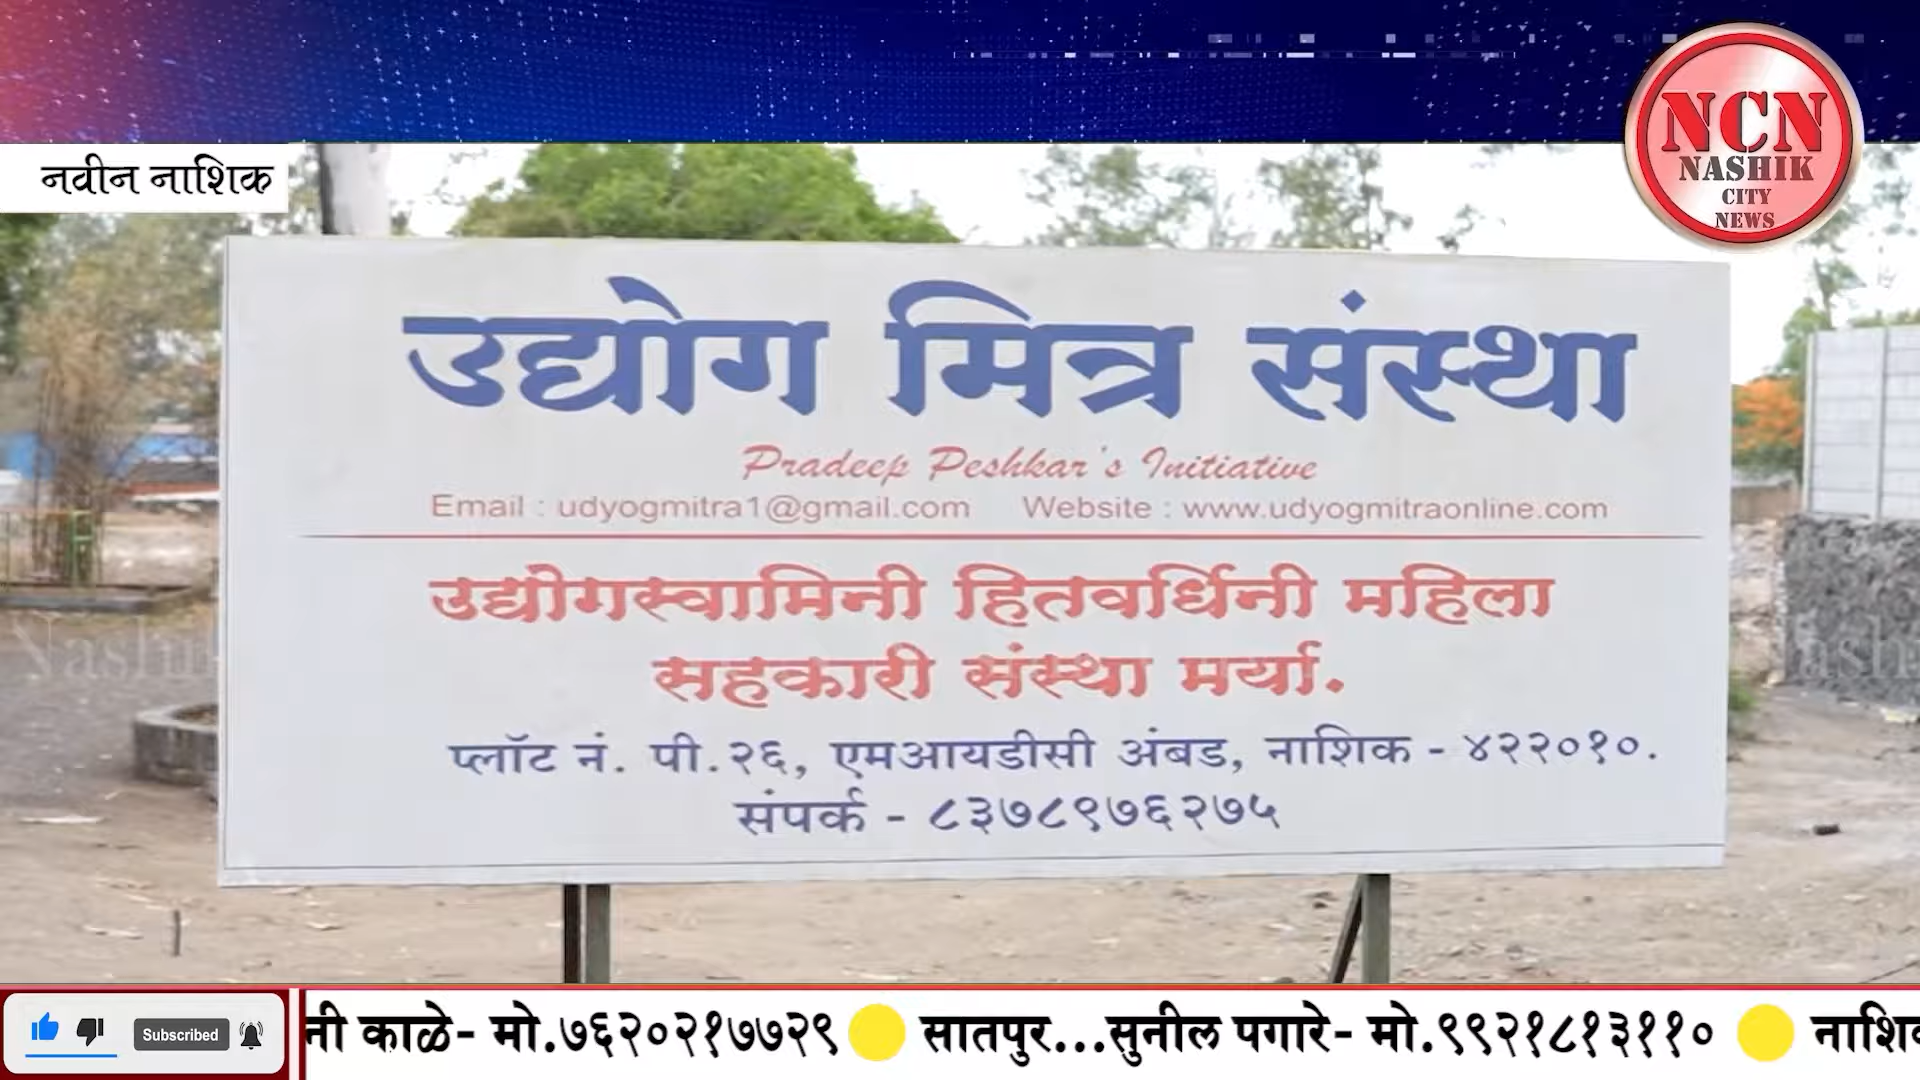 नवीन नाशिक
NCN
NASHIK
CITY
NEWS
उद्योग मित्र संस्था
Pradeep Peshkar's Initiative
Email : udyogmitra1@gmail.com Website : www.udyogmitraonline.com
उद्योगस्वामिनी हितवर्धिनी महिला
सहकारी संस्था मर्या.
प्लॉट नं. पी.२६, एमआयडीसी अंबड, नाशिक - ४२२०१०.
संपर्क - ८३७८९७६२७५
Subscribed
नी काळे- मो.७६२०२१७७२९ सातपुर...सुनील पगारे- मो.९९२१८१३११० नाशि